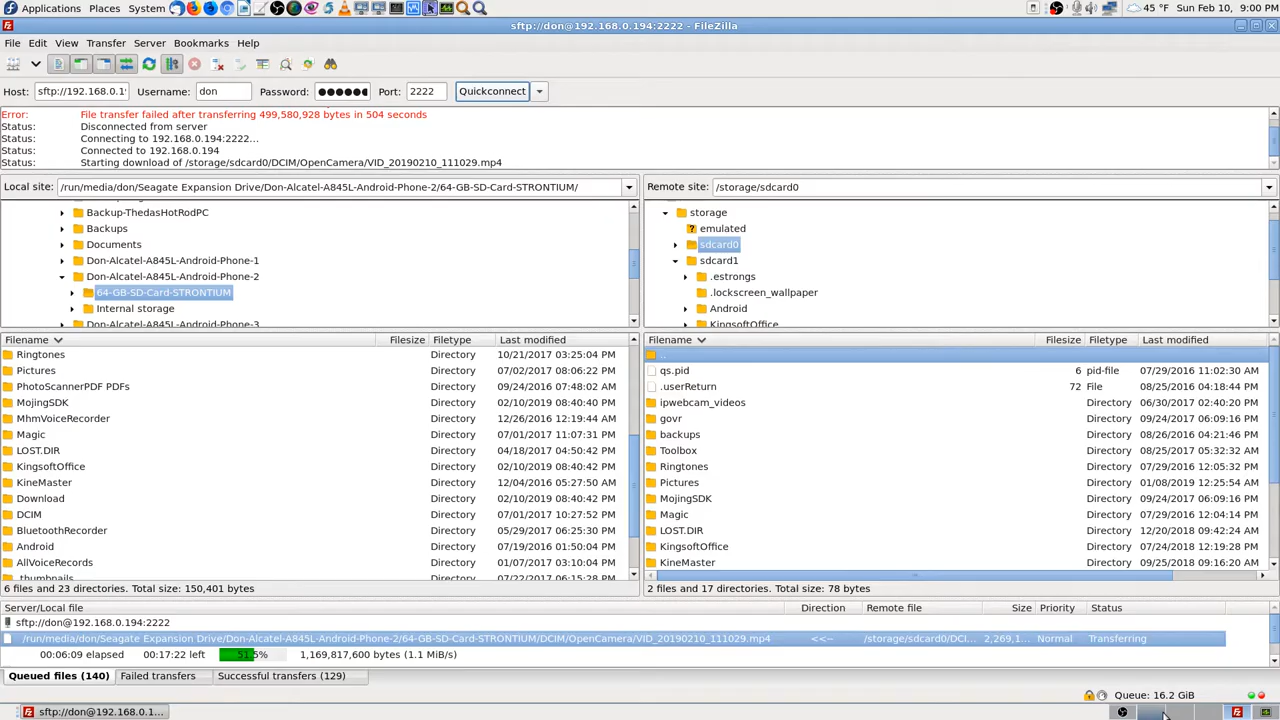 Applications Places System 45 °F Sun Feb 10, 9:00 PM
sftp://don@192.168.0.194:2222 - FileZilla
File Edit View Transfer Server Bookmarks Help
Host: sftp://192.168.0.1 Username: don Password: ●●●●●● Port: 2222 Quickconnect
Error: File transfer failed after transferring 499,580,928 bytes in 504 seconds
Status: Disconnected from server
Status: Connecting to 192.168.0.194:2222...
Status: Connected to 192.168.0.194
Status: Starting download of /storage/sdcard0/DCIM/OpenCamera/VID_20190210_111029.mp4
Local site: /run/media/don/Seagate Expansion Drive/Don-Alcatel-A845L-Android-Phone-2/64-GB-SD-Card-STRONTIUM/
Backup-ThedasHotRodPC
Backups
Documents
Don-Alcatel-A845L-Android-Phone-1
Don-Alcatel-A845L-Android-Phone-2
64-GB-SD-Card-STRONTIUM
Internal storage
Don-Alcatel-A845L-Android-Phone-3
Remote site: /storage/sdcard0
storage
emulated
sdcard0
sdcard1
.estrongs
.lockscreen_wallpaper
Android
KingsoftOffice
Filename Filesize Filetype Last modified
Ringtones Directory 10/21/2017 03:25:04 PM
Pictures Directory 07/02/2017 08:06:22 PM
PhotoScannerPDF PDFs Directory 09/24/2016 07:48:02 AM
MojingSDK Directory 02/10/2019 08:40:40 PM
MhmVoiceRecorder Directory 12/26/2016 12:19:44 AM
Magic Directory 07/01/2017 11:07:31 PM
LOST.DIR Directory 04/18/2017 04:50:42 PM
KingsoftOffice Directory 02/10/2019 08:40:42 PM
KineMaster Directory 12/04/2016 05:27:50 AM
Download Directory 02/10/2019 08:40:42 PM
DCIM Directory 07/01/2017 10:27:52 PM
BluetoothRecorder Directory 05/29/2017 06:25:30 PM
Android Directory 07/19/2016 01:50:04 PM
AllVoiceRecords Directory 01/07/2017 03:10:04 PM
.thumbnails Directory 07/22/2017 06:15:28 PM
6 files and 23 directories. Total size: 150,401 bytes
Filename Filesize Filetype Last modified
..
qs.pid 6 pid-file 07/29/2016 11:02:30 AM
.userReturn 72 File 08/25/2016 04:18:44 PM
ipwebcam_videos Directory 06/30/2017 02:40:20 PM
govr Directory 09/24/2017 06:09:16 PM
backups Directory 08/26/2016 04:21:46 PM
Toolbox Directory 08/25/2017 05:32:32 AM
Ringtones Directory 07/29/2016 12:05:32 PM
Pictures Directory 01/08/2019 12:25:54 AM
MojingSDK Directory 09/24/2017 06:09:16 PM
Magic Directory 07/29/2016 12:05:32 PM
LOST.DIR Directory 12/20/2018 09:42:24 AM
KingsoftOffice Directory 07/24/2018 12:19:28 PM
KineMaster Directory 09/25/2018 09:16:20 AM
2 files and 17 directories. Total size: 78 bytes
Server/Local file Direction Remote file Size Priority Status
sftp://don@192.168.0.194:2222
/run/media/don/Seagate Expansion Drive/Don-Alcatel-A845L-Android-Phone-2/64-GB-SD-Card-STRONTIUM/DCIM/OpenCamera/VID_20190210_111029.mp4 <<-- /storage/sdcard0/DCI... 2,269,1... Normal Transferring
00:06:09 elapsed 00:17:22 left 51.5% 1,169,817,600 bytes (1.1 MiB/s)
Queued files (140) Failed transfers Successful transfers (129)
Queue: 16.2 GiB
sftp://don@192.168.0.1...